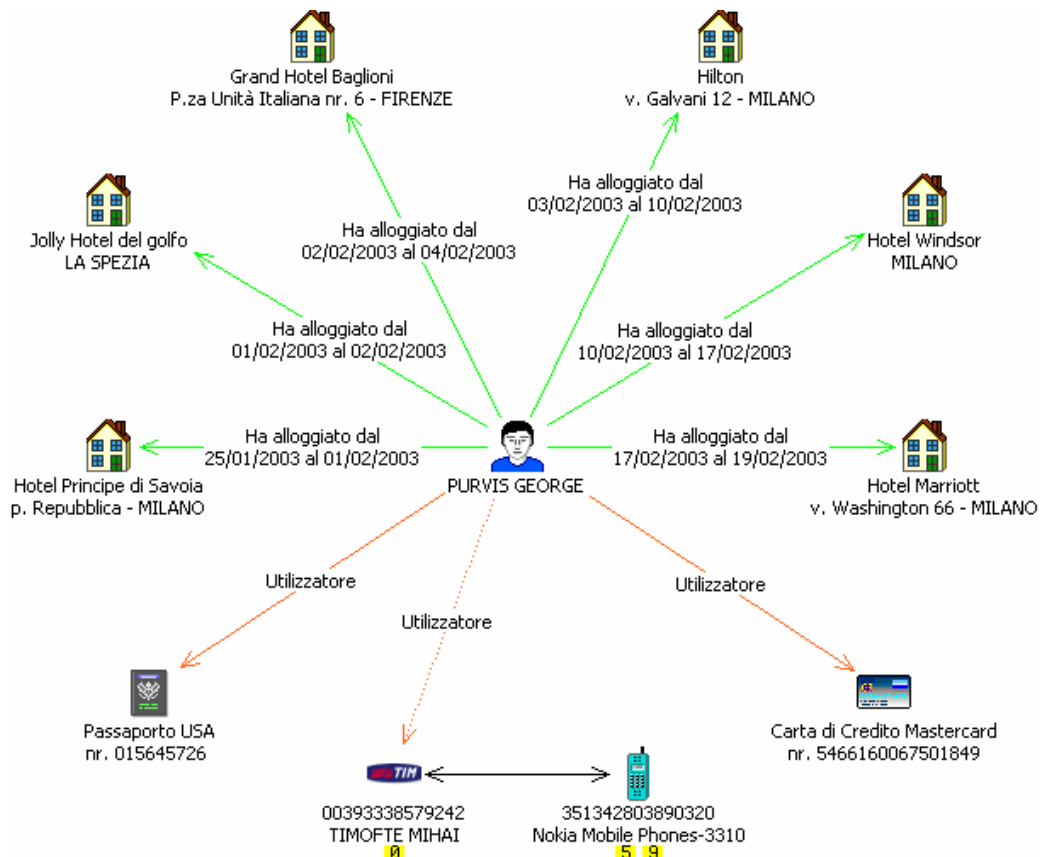 Grand Hotel Baglioni
P.za Unità Italiana nr. 6 - FIRENZE
Hilton
v. Galvani 12 - MILANO
Ha alloggiato dal
03/02/2003 al 10/02/2003
Jolly Hotel del golfo
LA SPEZIA
Ha alloggiato dal
02/02/2003 al 04/02/2003
Hotel Windsor
MILANO
Ha alloggiato dal
01/02/2003 al 02/02/2003
Ha alloggiato dal
10/02/2003 al 17/02/2003
Hotel Principe di Savoia
p. Repubblica - MILANO
Ha alloggiato dal
25/01/2003 al 01/02/2003
PURVIS GEORGE
Ha alloggiato dal
17/02/2003 al 19/02/2003
Hotel Marriott
v. Washington 66 - MILANO
Utilizzatore
Utilizzatore
Utilizzatore
Passaporto USA
nr. 015645726
TIM
003933338579242
TIMOFTE MIHAI
0
351342803890320
Nokia Mobile Phones-3310
5 9
Carta di Credito Mastercard
nr. 5466160067501849